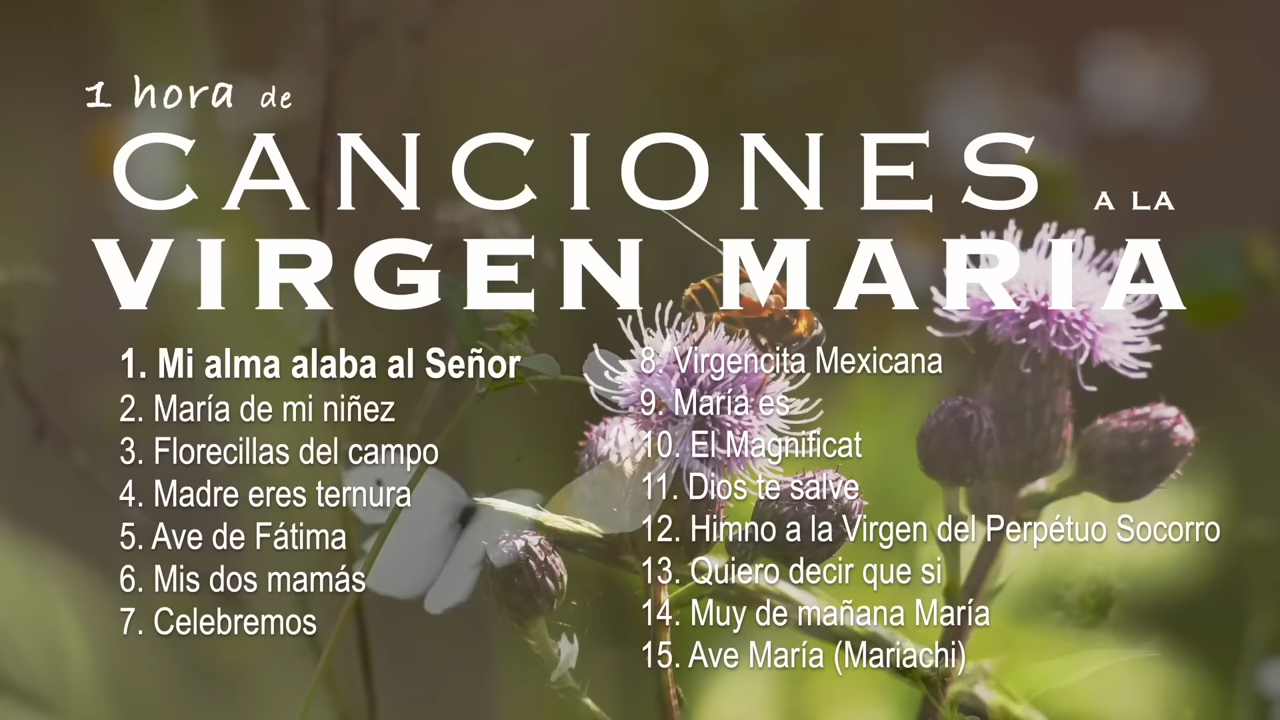 1 hora de
CANCIONES A LA
VIRGEN MARIA
1. Mi alma alaba al Señor
2. María de mi niñez
3. Florecillas del campo
4. Madre eres ternura
5. Ave de Fátima
6. Mis dos mamás
7. Celebremos
8. Virgencita Mexicana
9. María es
10. El Magnificat
11. Dios te salve
12. Himno a la Virgen del Perpétuo Socorro
13. Quiero decir que si
14. Muy de mañana María
15. Ave María (Mariachi)